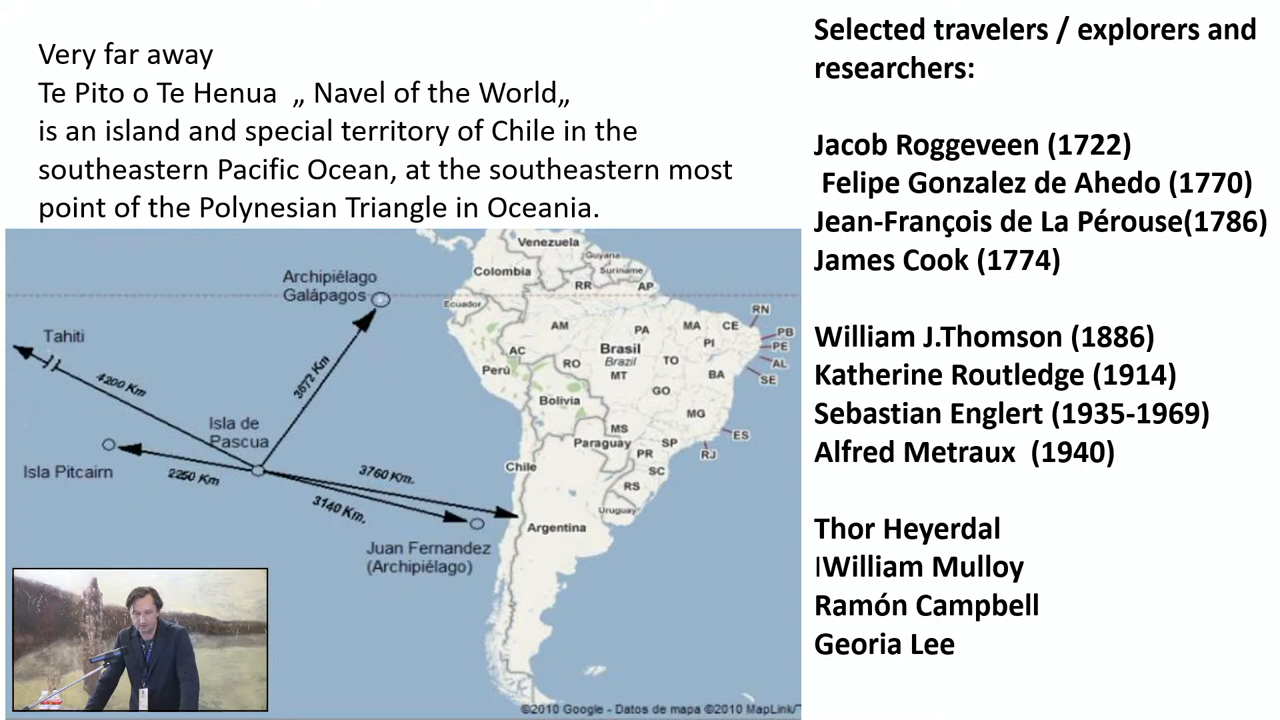 Very far away
Te Pito o Te Henua „ Navel of the World„
is an island and special territory of Chile in the
southeastern Pacific Ocean, at the southeastern most
point of the Polynesian Triangle in Oceania.
Selected travelers / explorers and
researchers:
Jacob Roggeveen (1722)
Felipe Gonzalez de Ahedo (1770)
Jean-François de La Pérouse(1786)
James Cook (1774)
William J.Thomson (1886)
Katherine Routledge (1914)
Sebastian Englert (1935-1969)
Alfred Metraux (1940)
Thor Heyerdal
IWilliam Mulloy
Ramón Campbell
Georia Lee
Venezuela
Guyana
Colombia
Suriname
RR
AP
Ecuador
Archipiélago
Galápagos
Tahiti
4200 Km
3672 Km
Isla de
Pascua
Isla Pitcairn
2250 Km
3760 Km.
3140 Km.
Juan Fernandez
(Archipiélago)
RN
AM
PA
MA
CE
PB
PI
PE
Brasil
Brazil
AC
RO
TO
AL
Perú
MT
BA
SE
GO
Bolivia
MG
MS
ES
Paraguay
SP
RJ
PR
Chile
SC
RS
Uruguay
Argentina
©2010 Google - Datos de mapa ©2010 MapLink/